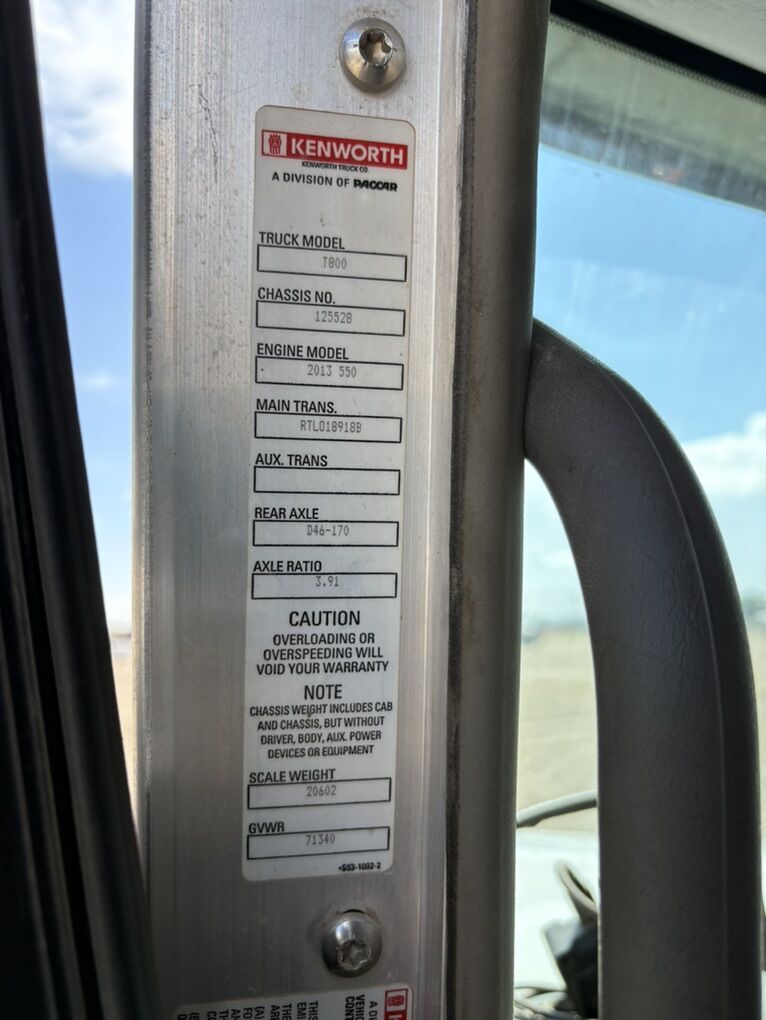 KENWORTH
KENWORTH TRUCK CO.
A DIVISION OF PACCAR
TRUCK MODEL
T800
CHASSIS NO.
125528
ENGINE MODEL
2013 550
MAIN TRANS.
RTLO18918B
AUX. TRANS
REAR AXLE
D46-170
AXLE RATIO
3.91
CAUTION
OVERLOADING OR
OVERSPEEDING WILL
VOID YOUR WARRANTY
NOTE
CHASSIS WEIGHT INCLUDES CAB
AND CHASSIS, BUT WITHOUT
DRIVER, BODY, AUX. POWER
DEVICES OR EQUIPMENT
SCALE WEIGHT
20602
GVWR
71340
•S53-1092-2